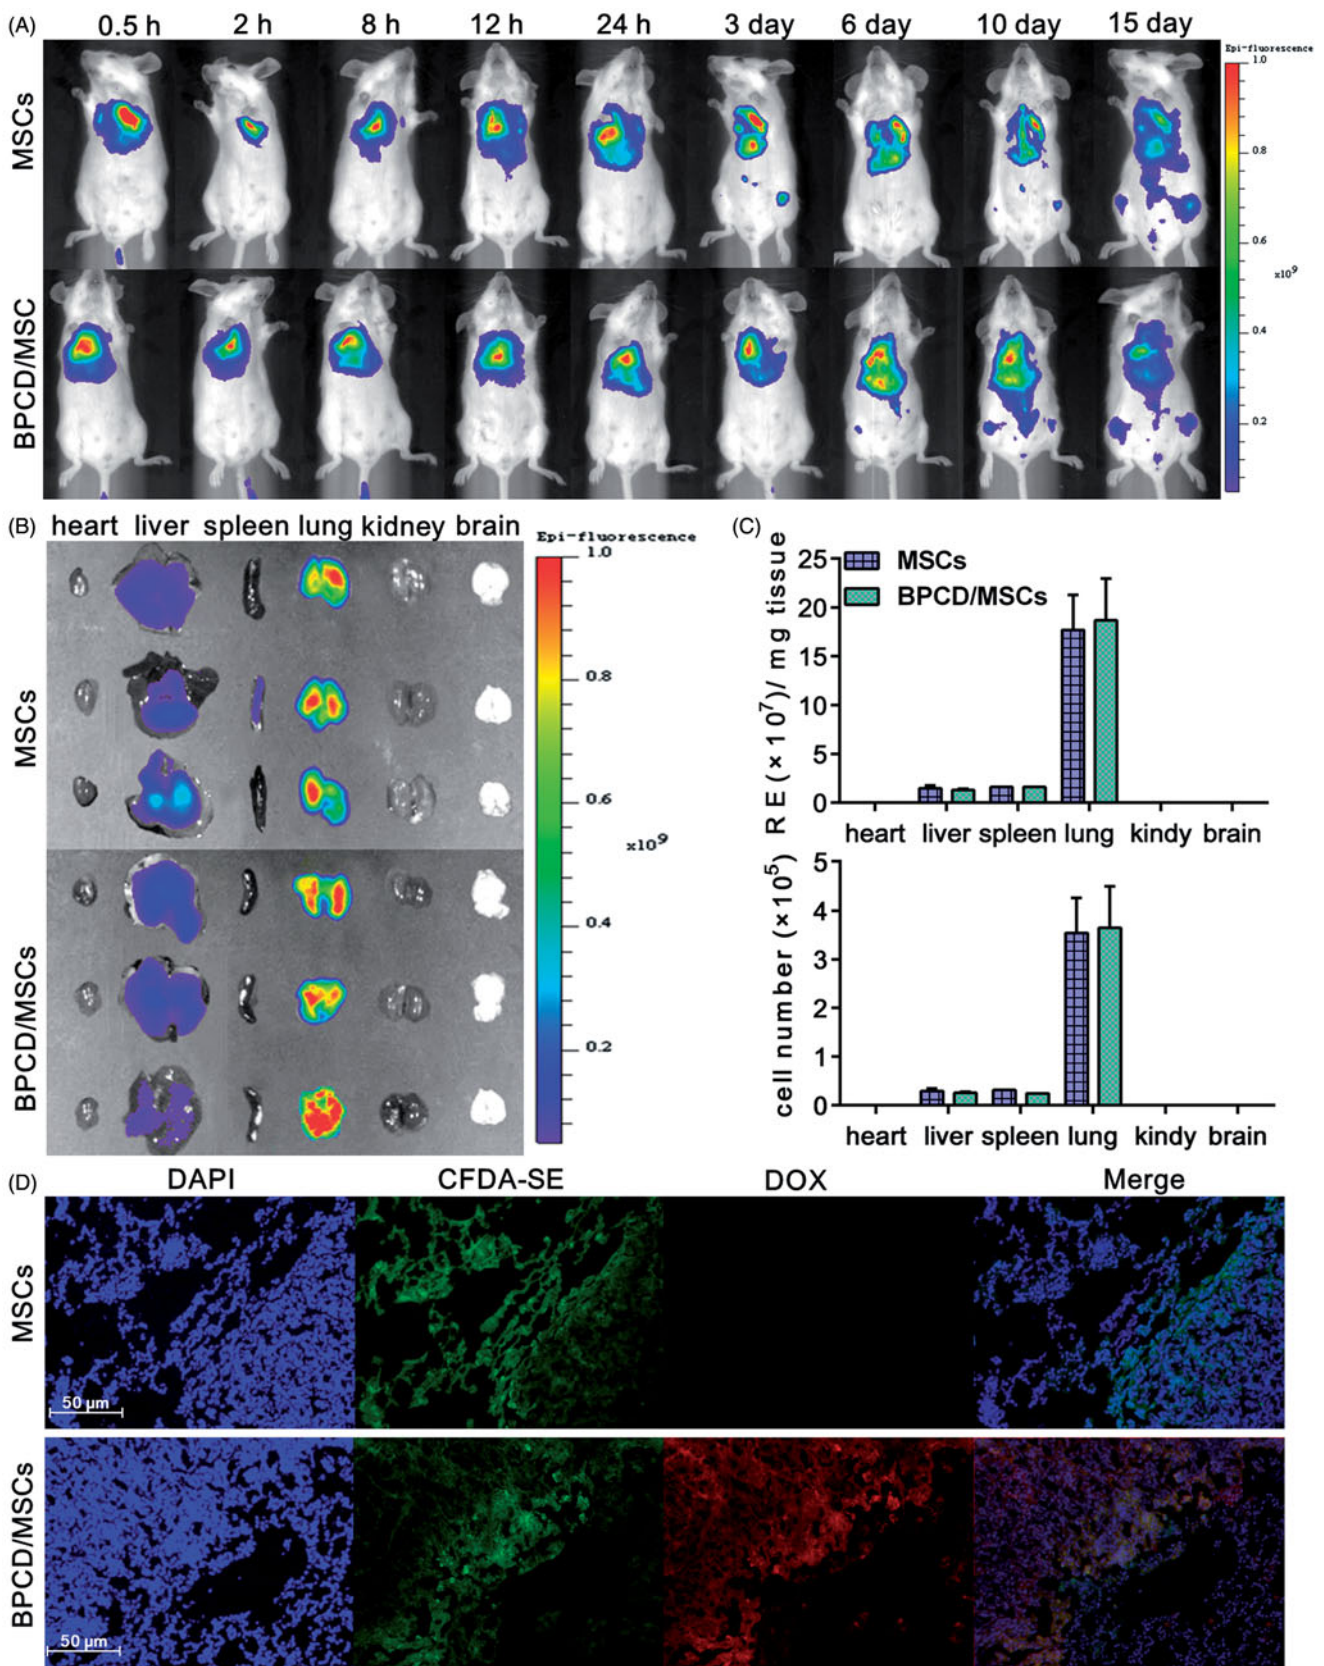 (A)
0.5 h 2 h 8 h 12 h 24 h 3 day 6 day 10 day 15 day
MSCs
BPCD/MSC
Epi-fluorescence
1.0
0.8
0.6
x10⁹
0.4
0.2
(B)
heart liver spleen lung kidney brain
MSCs
BPCD/MSCs
Epi-fluorescence
1.0
0.8
0.6
x10⁹
0.4
0.2
(C)
RE (×10⁷)/ mg tissue
25
20
15
10
5
0
MSCs
BPCD/MSCs
heart liver spleen lung kindy brain
cell number (×10⁵)
5
4
3
2
1
0
heart liver spleen lung kindy brain
(D)
DAPI CFDA-SE DOX Merge
MSCs
50 µm
BPCD/MSCs
50 µm